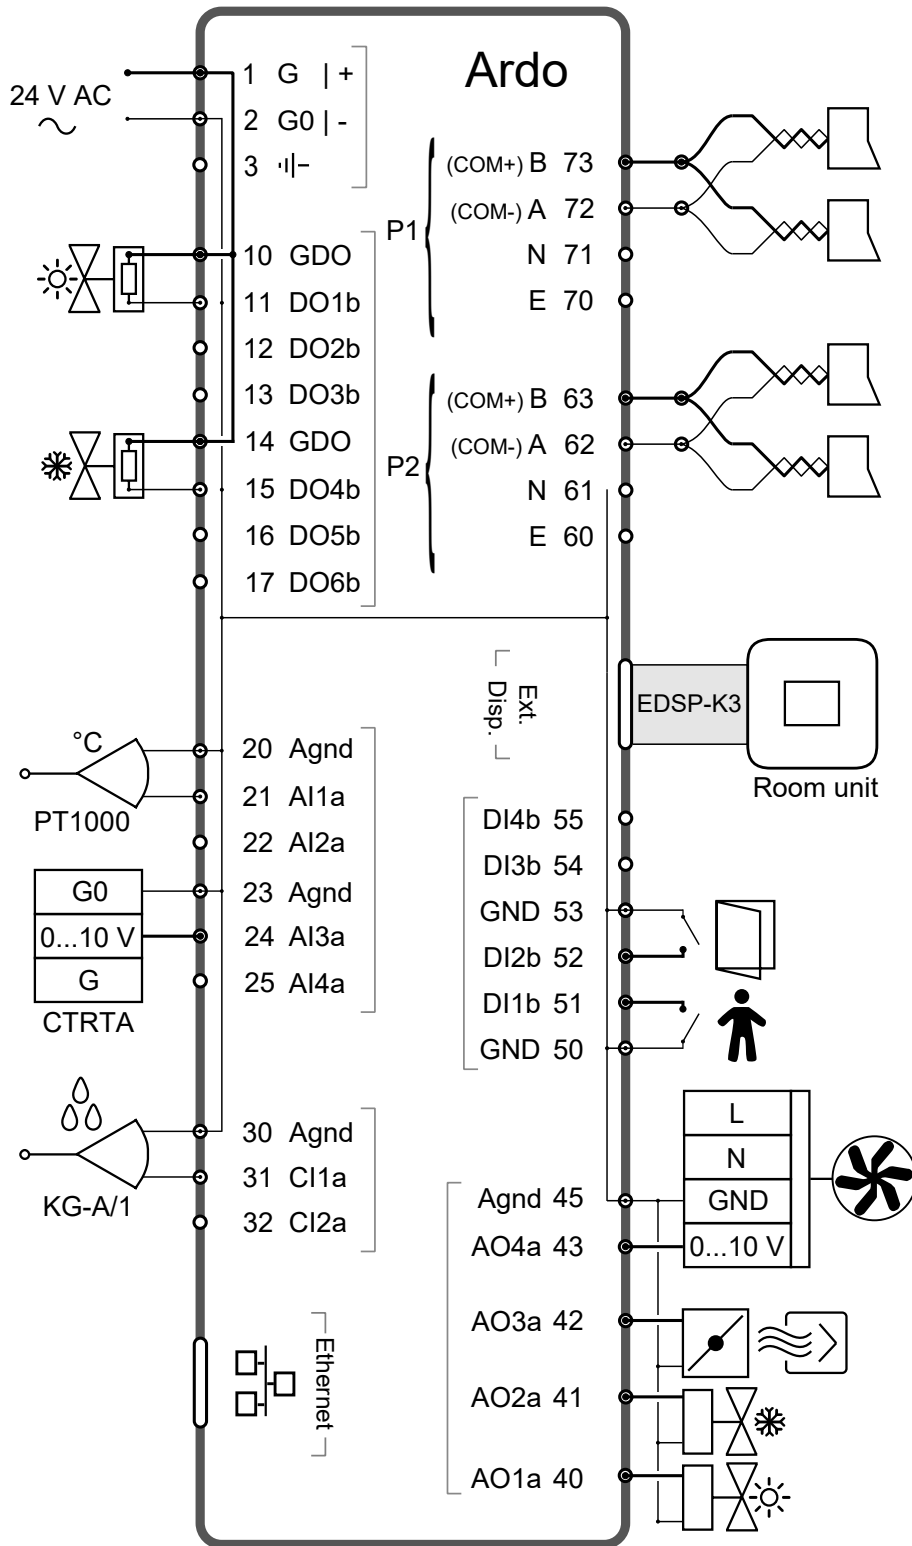 Ardo
24 V AC
1 G | +
2 G0 | -
3
10 GDO
11 DO1b
12 DO2b
13 DO3b
14 GDO
15 DO4b
16 DO5b
17 DO6b
°C
PT1000
20 Agnd
21 AI1a
22 AI2a
23 Agnd
24 AI3a
25 AI4a
G0
0...10 V
G
CTRTA
KG-A/1
30 Agnd
31 CI1a
32 CI2a
Ethernet
P1
(COM+) B 73
(COM-) A 72
N 71
E 70
P2
(COM+) B 63
(COM-) A 62
N 61
E 60
Ext.
Disp.
EDSP-K3
Room unit
DI4b 55
DI3b 54
GND 53
DI2b 52
DI1b 51
GND 50
L
N
GND
0...10 V
Agnd 45
AO4a 43
AO3a 42
AO2a 41
AO1a 40